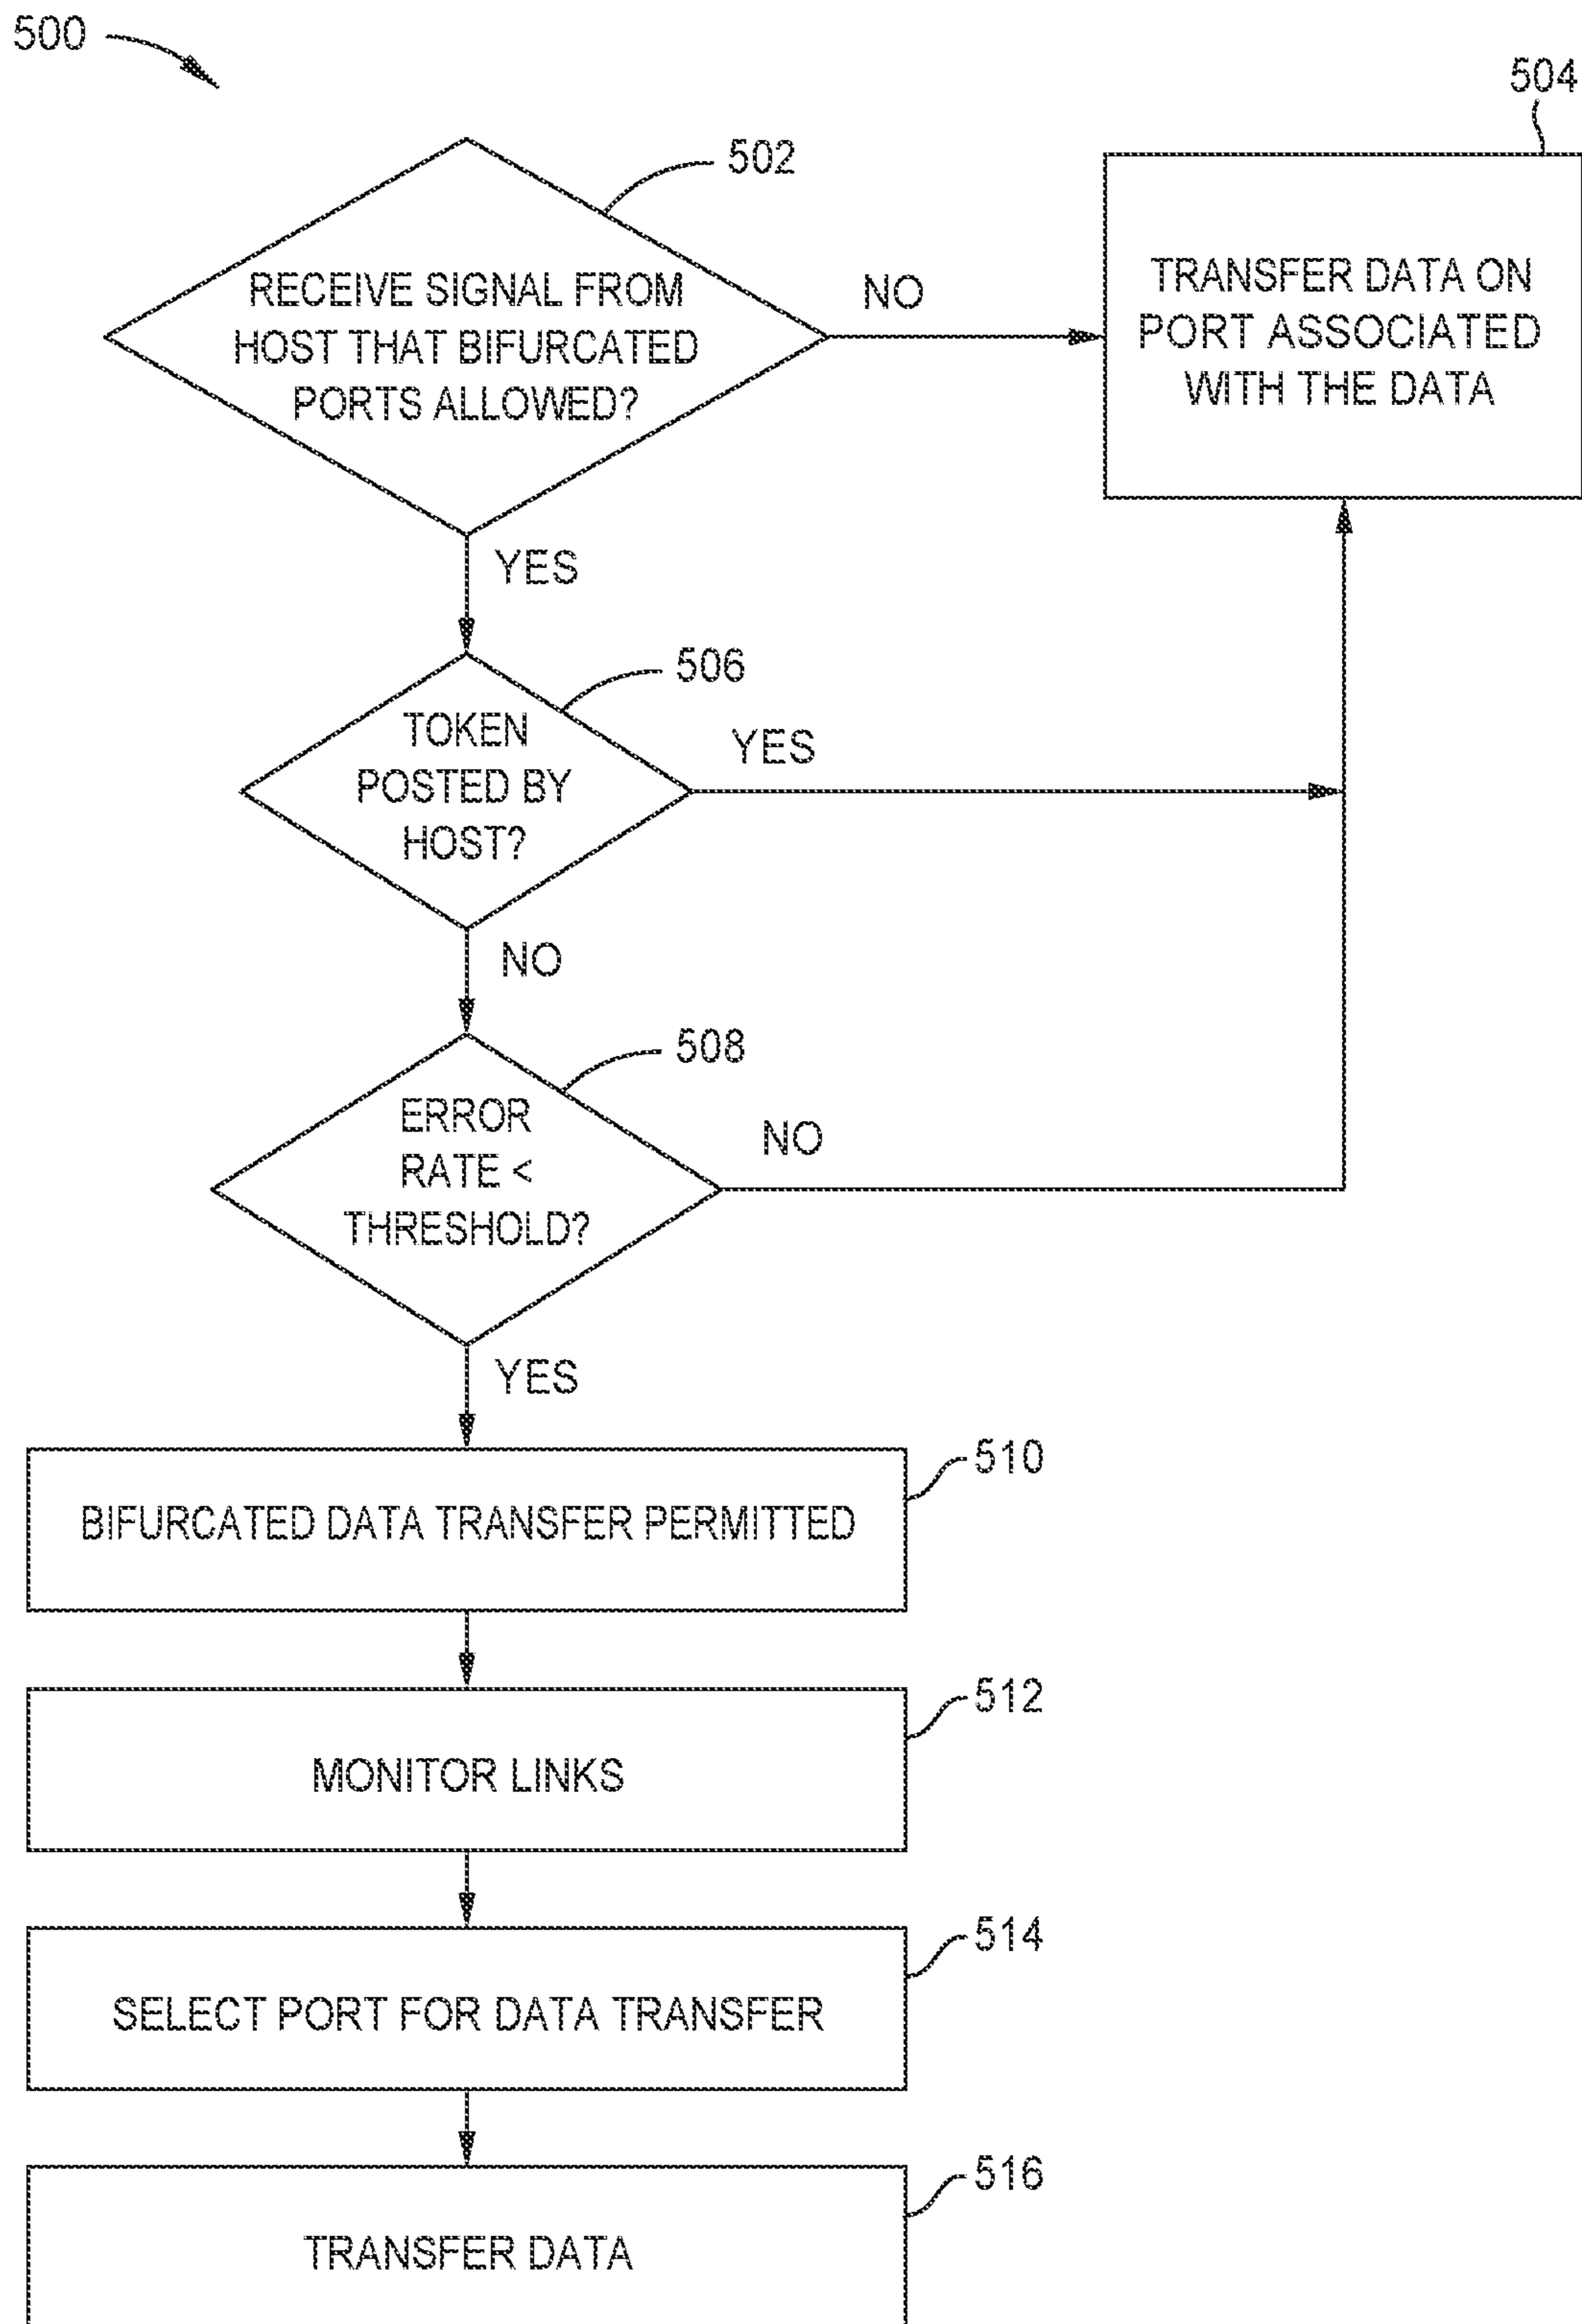 500
504
502
RECEIVE SIGNAL FROM
HOST THAT BIFURCATED
PORTS ALLOWED?
NO
TRANSFER DATA ON
PORT ASSOCIATED
WITH THE DATA
YES
506
TOKEN
POSTED BY
HOST?
YES
NO
508
ERROR
RATE <
THRESHOLD?
NO
YES
510
BIFURCATED DATA TRANSFER PERMITTED
512
MONITOR LINKS
514
SELECT PORT FOR DATA TRANSFER
516
TRANSFER DATA